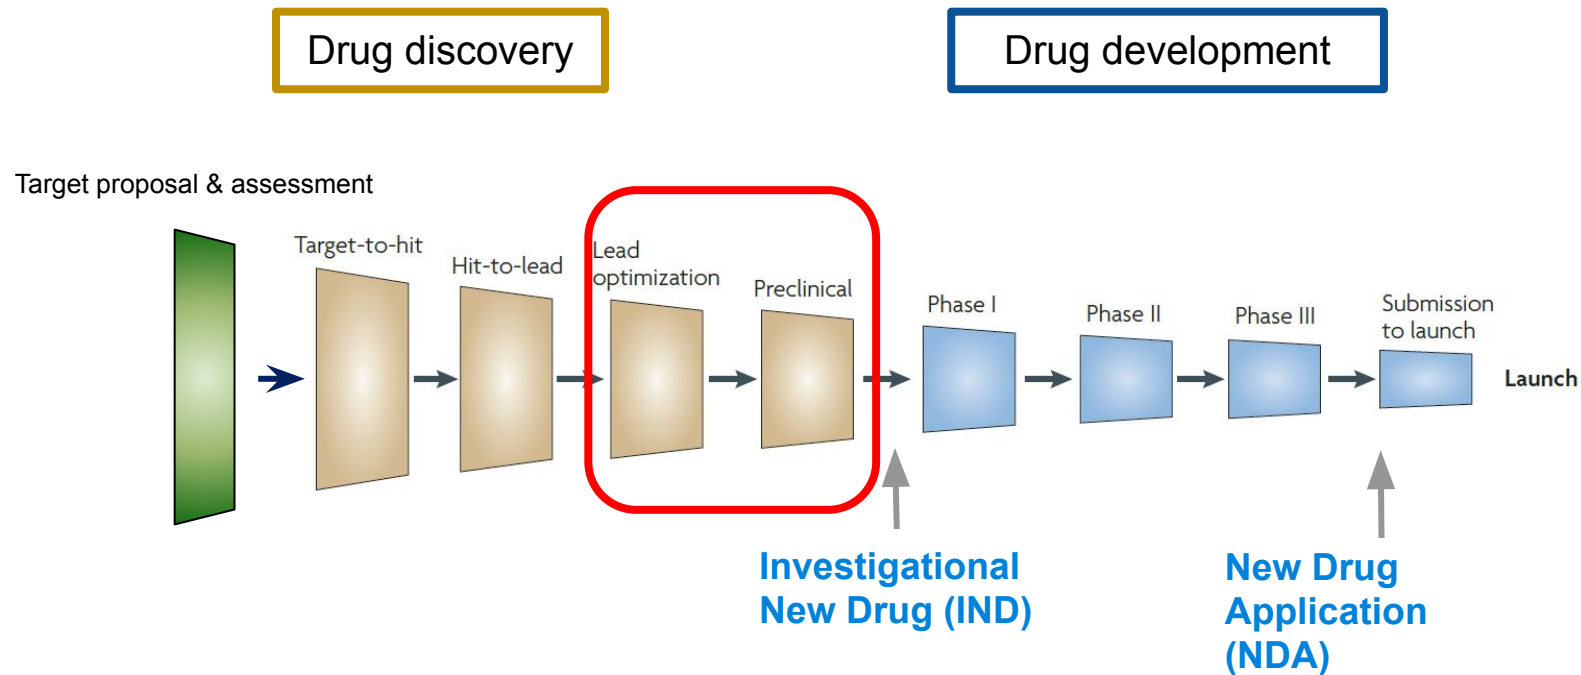 Drug discovery
Drug development
Target proposal & assessment
Target-to-hit
Hit-to-lead
Lead
optimization
Preclinical
Phase I
Phase II
Phase III
Submission
to launch
Launch
Investigational
New Drug (IND)
New Drug
Application
(NDA)